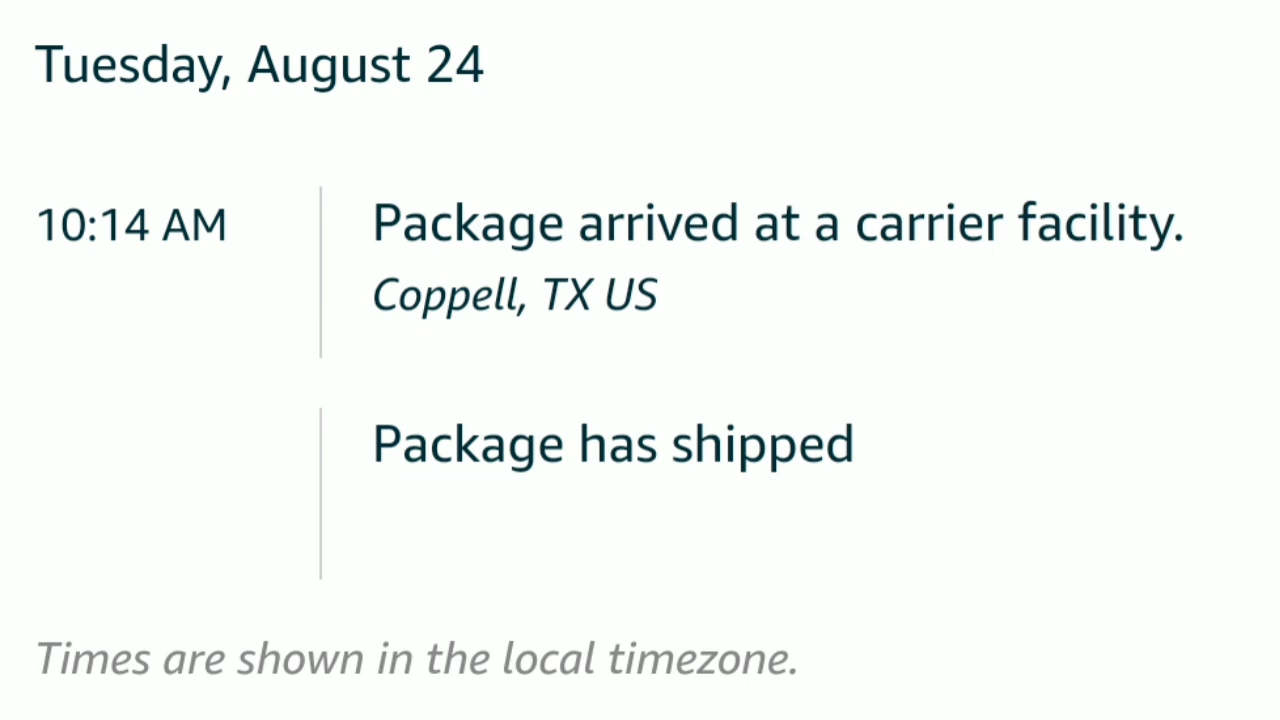 Tuesday, August 24
10:14 AM
Package arrived at a carrier facility.
Coppell, TX US
Package has shipped
Times are shown in the local timezone.